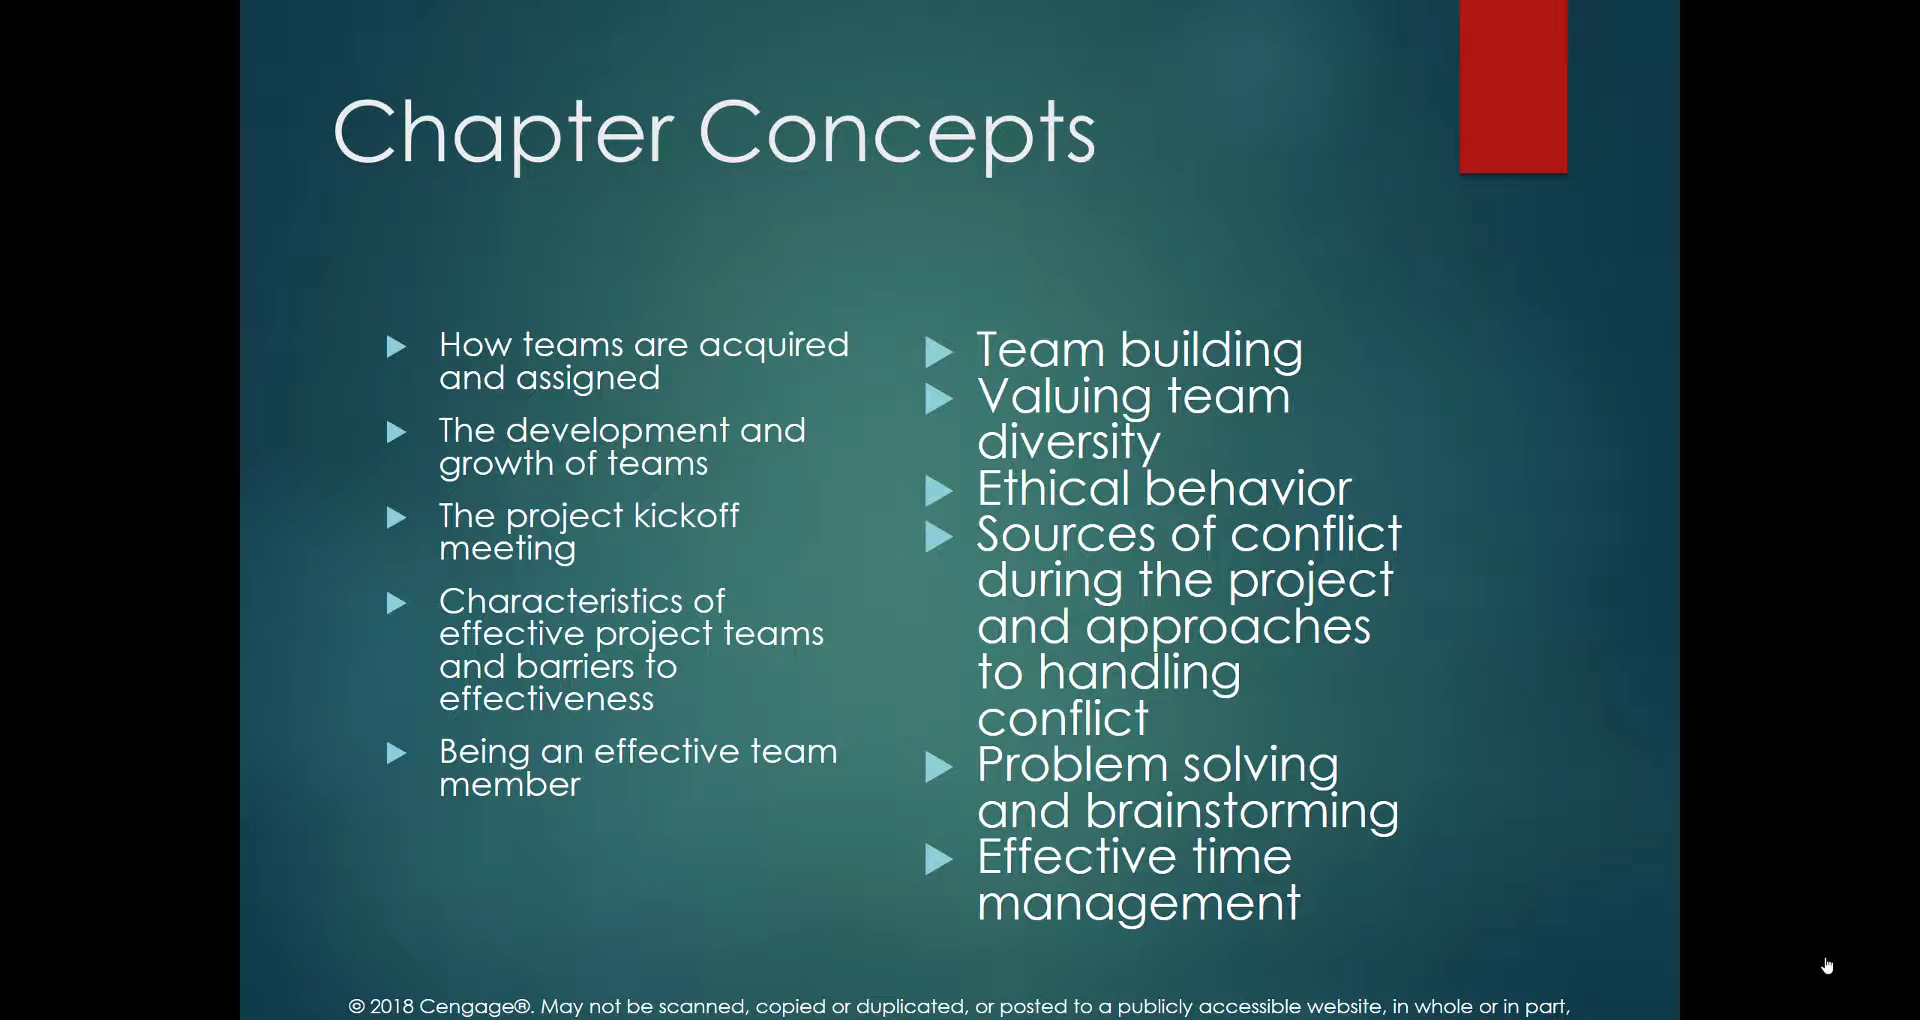 Chapter Concepts
How teams are acquired
and assigned
The development and
growth of teams
The project kickoff
meeting
Characteristics of
effective project teams
and barriers to
effectiveness
Being an effective team
member
Team building
Valuing team
diversity
Ethical behavior
Sources of conflict
during the project
and approaches
to handling
conflict
Problem solving
and brainstorming
Effective time
management
© 2018 Cengage®. May not be scanned, copied or duplicated, or posted to a publicly accessible website, in whole or in part,